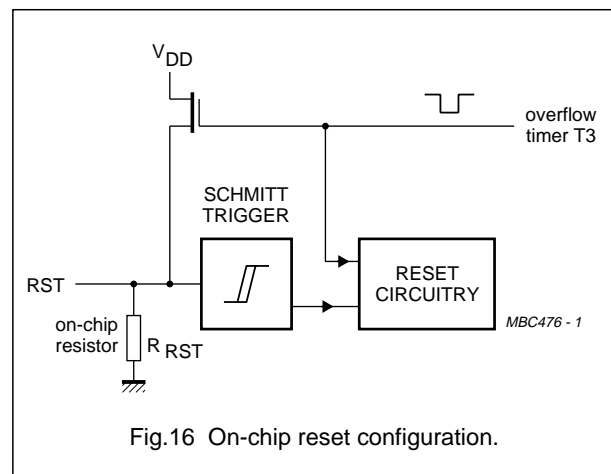 VDD
overflow
timer T3
SCHMITT
TRIGGER
RESET
CIRCUITRY
RST
on-chip
resistor
RRST
MBC476 - 1
Fig.16 On-chip reset configuration.